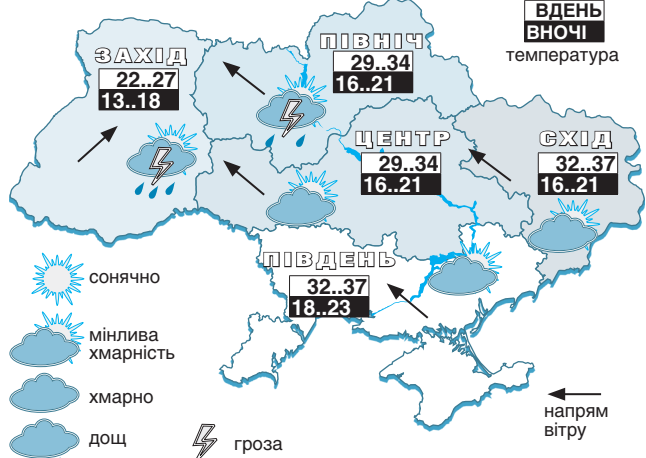 ВДЕНЬ
ВНОЧІ
температура
ЗАХІД
22..27
13..18
ПІВНІЧ
29..34
16..21
ЦЕНТР
29..34
16..21
СХІД
32..37
16..21
ПІВДЕНЬ
32..37
18..23
сонячно
мінлива
хмарність
хмарно
дощ
гроза
напрям
вітру